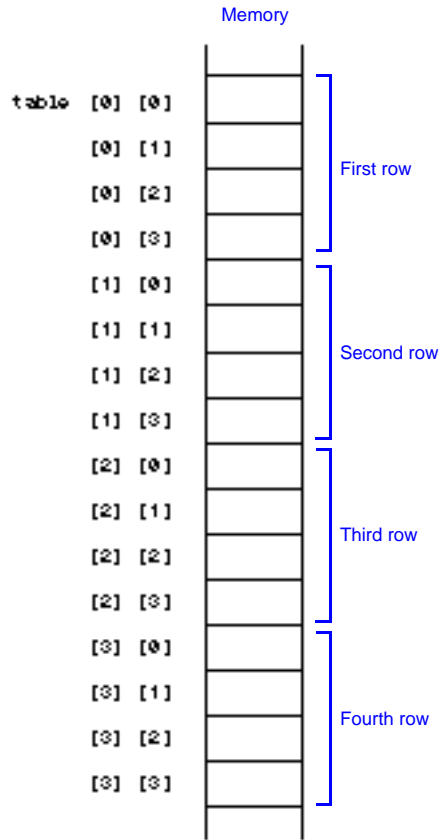 Memory
table [0] [0]
[0] [1]
First row
[0] [2]
[0] [3]
[1] [0]
[1] [1]
Second row
[1] [2]
[1] [3]
[2] [0]
[2] [1]
Third row
[2] [2]
[2] [3]
[3] [0]
[3] [1]
Fourth row
[3] [2]
[3] [3]